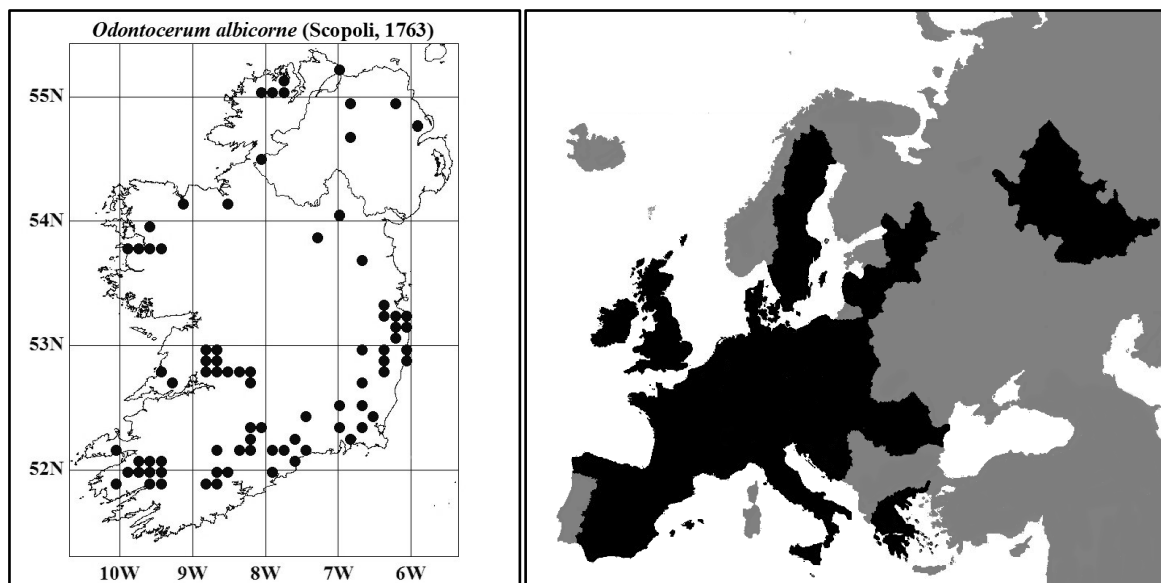 Odontocerum albicorne (Scopoli, 1763)
55N
54N
53N
52N
10W 9W 8W 7W 6W